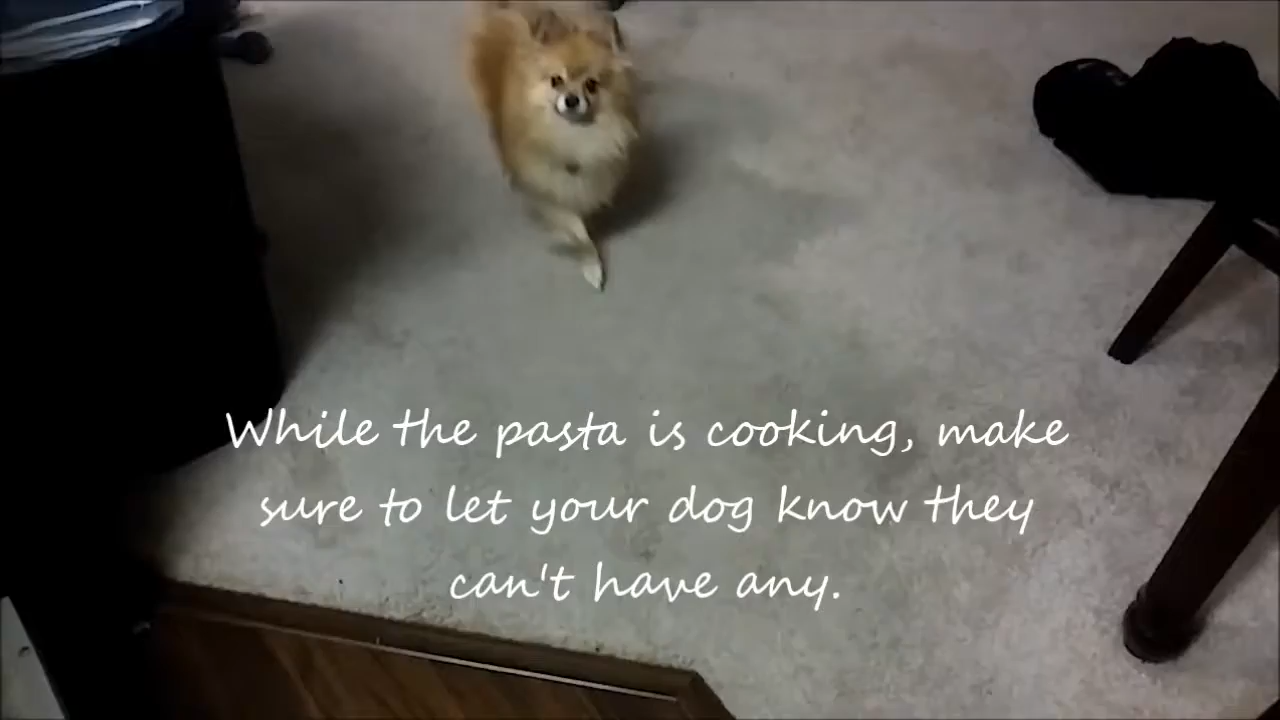 While the pasta is cooking, make
sure to let your dog know they
can't have any.